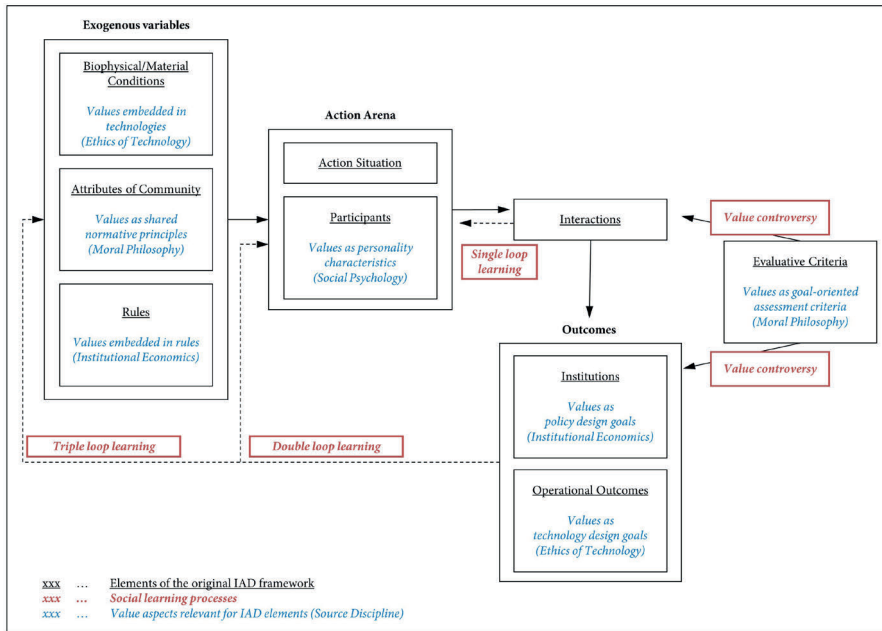 Exogenous variables
Biophysical/Material
Conditions
Values embedded in
technologies
(Ethics of Technology)
Attributes of Community
Values as shared
normative principles
(Moral Philosophy)
Rules
Values embedded in rules
(Institutional Economics)
Action Arena
Action Situation
Participants
Values as personality
characteristics
(Social Psychology)
Interactions
Single loop
learning
Value controversy
Evaluative Criteria
Values as goal-oriented
assessment criteria
(Moral Philosophy)
Value controversy
Outcomes
Institutions
Values as
policy design goals
(Institutional Economics)
Operational Outcomes
Values as
technology design goals
(Ethics of Technology)
Triple loop learning
Double loop learning
xxx ... Elements of the original IAD framework
xxx ... Social learning processes
xxx ... Value aspects relevant for IAD elements (Source Discipline)